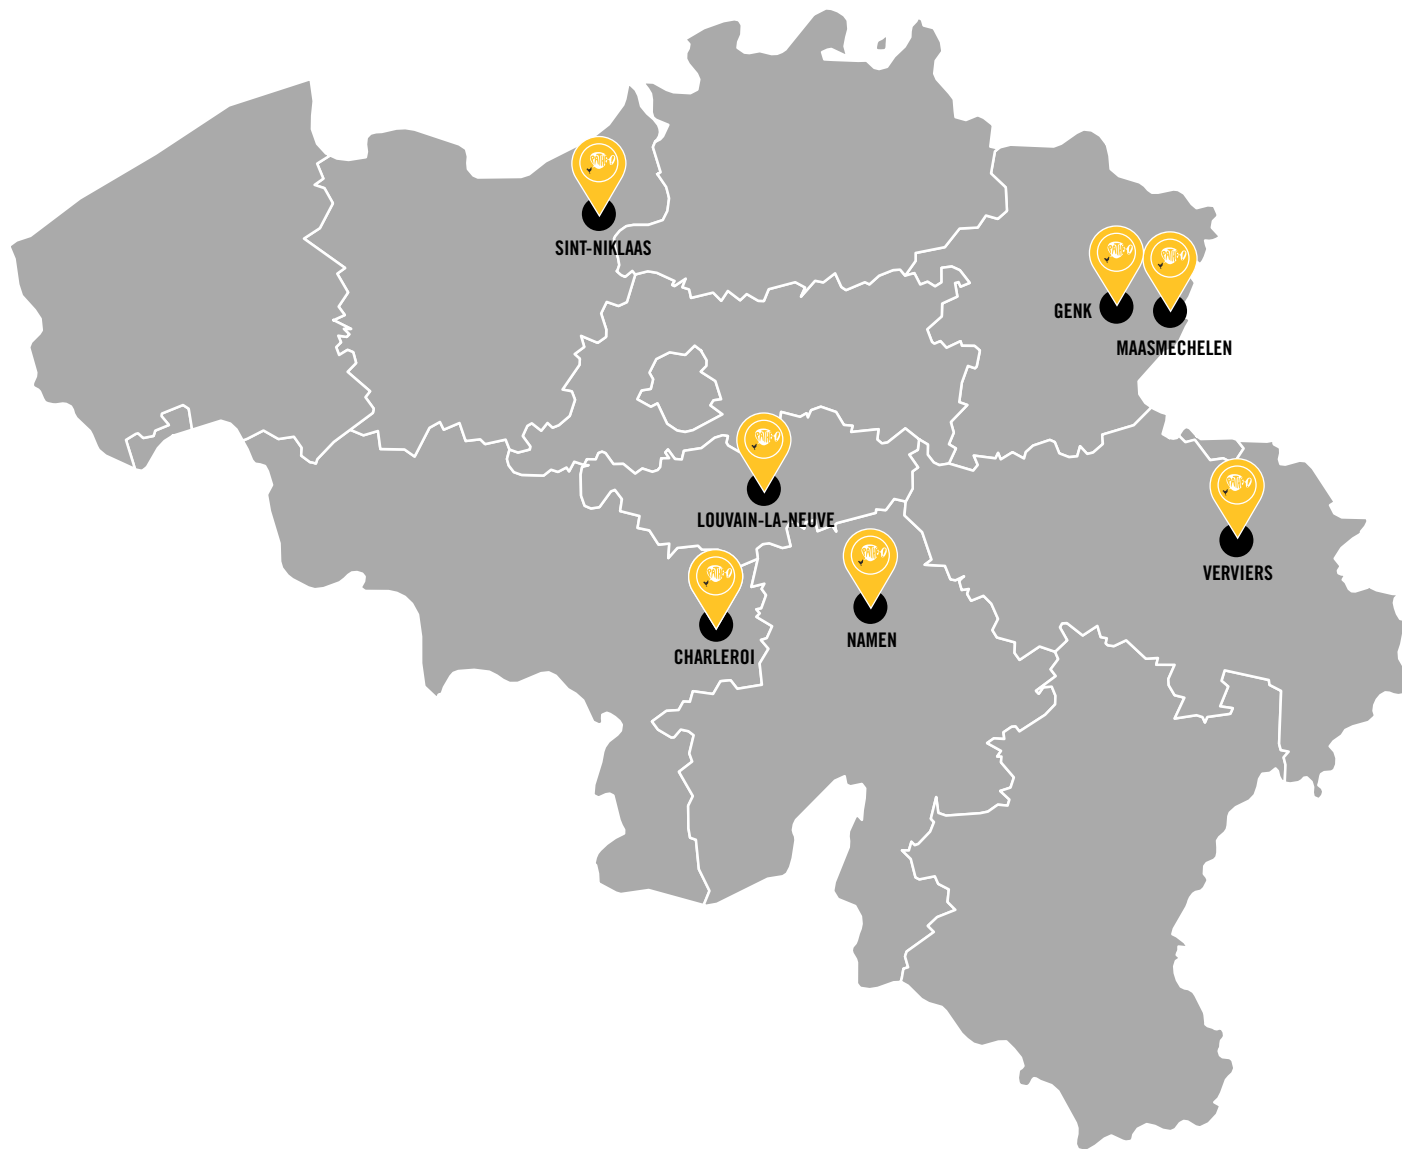 SINT-NIKLAAS
GENK
MAASMECHELEN
LOUVAIN-LA-NEUVE
VERVIERS
NAMEN
CHARLEROI